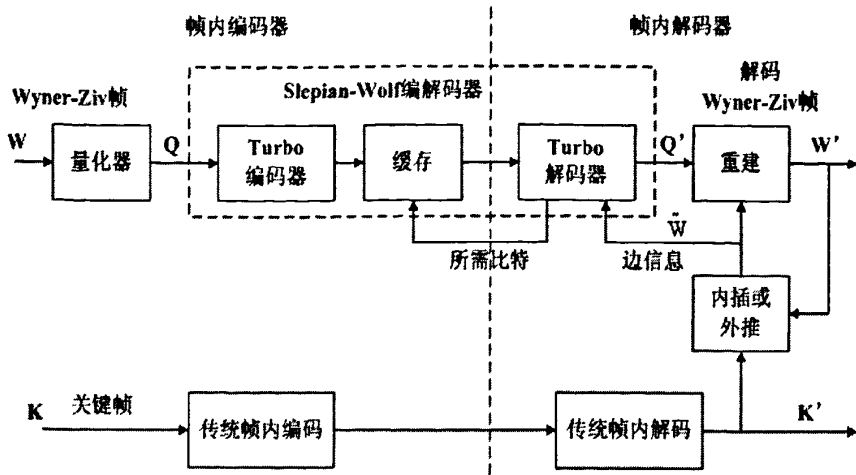 帧内编码器
帧内解码器
Slepian-Wolf编解码器
解码
Wyner-Ziv帧
Wyner-Ziv帧
W
量化器
Q
Turbo
编码器
缓存
Turbo
解码器
Q'
重建
W'
所需比特
W̃
边信息
内插或
外推
K
关键帧
传统帧内编码
传统帧内解码
K'